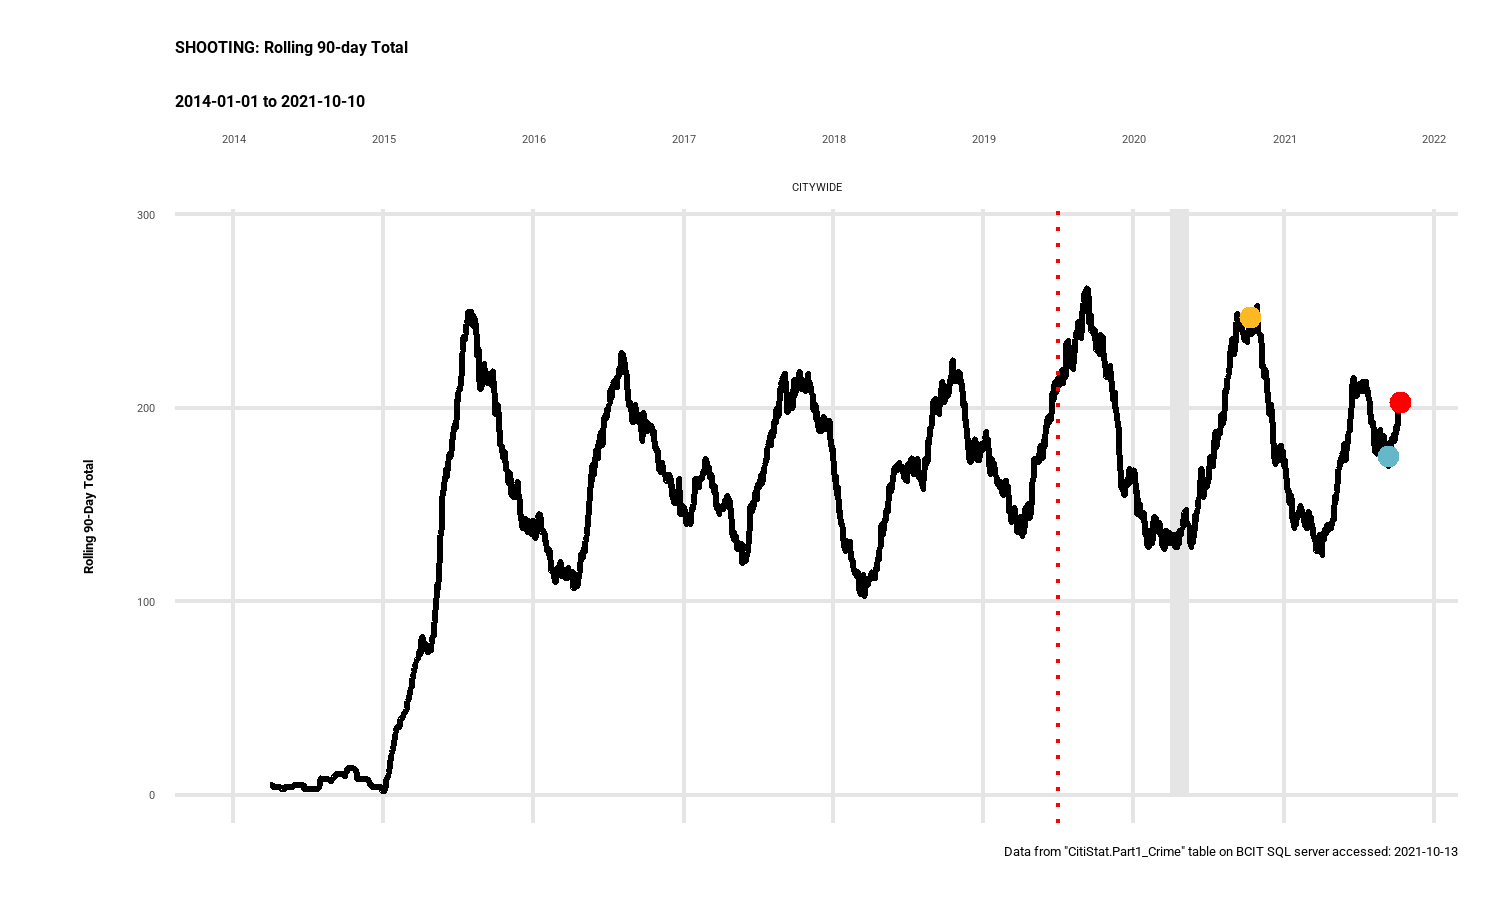 SHOOTING: Rolling 90-day Total
2014-01-01 to 2021-10-10
2014 2015 2016 2017 2018 2019 2020 2021 2022
CITYWIDE
300
200
100
0
Rolling 90-Day Total
Data from "CitiStat.Part1_Crime" table on BCIT SQL server accessed: 2021-10-13